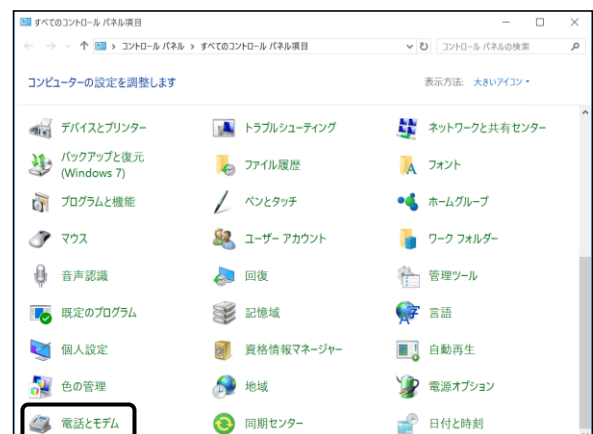 すべてのコントロール パネル項目
コントロール パネル › すべてのコントロール パネル項目
コントロール パネルの検索
コンピューターの設定を調整します
表示方法: 大きいアイコン
デバイスとプリンター
トラブルシューティング
ネットワークと共有センター
バックアップと復元
(Windows 7)
ファイル履歴
フォント
プログラムと機能
ペンとタッチ
ホームグループ
マウス
ユーザー アカウント
ワーク フォルダー
音声認識
回復
管理ツール
既定のプログラム
記憶域
言語
個人設定
資格情報マネージャー
自動再生
色の管理
地域
電源オプション
電話とモデム
同期センター
日付と時刻